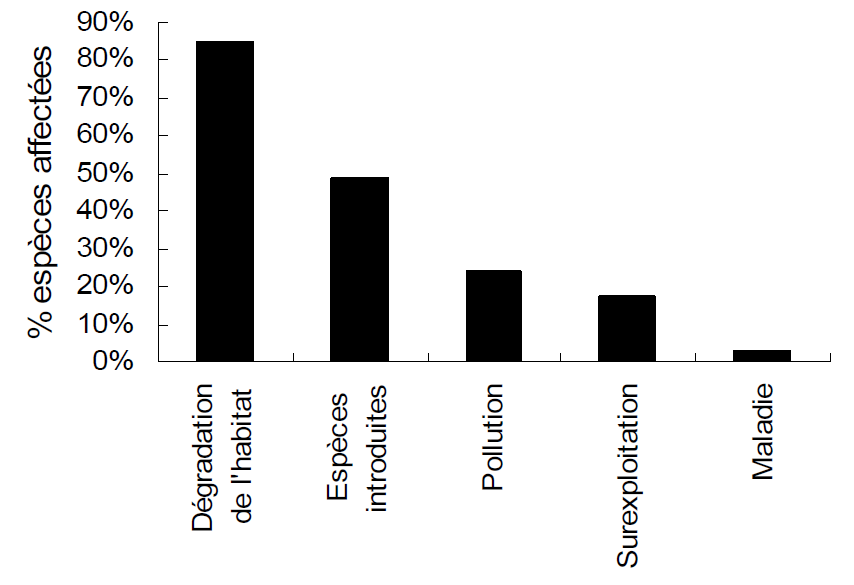 % espèces affectées
90%
80%
70%
60%
50%
40%
30%
20%
10%
0%
Dégradation
de l'habitat
Espèces
introduites
Pollution
Surexploitation
Maladie